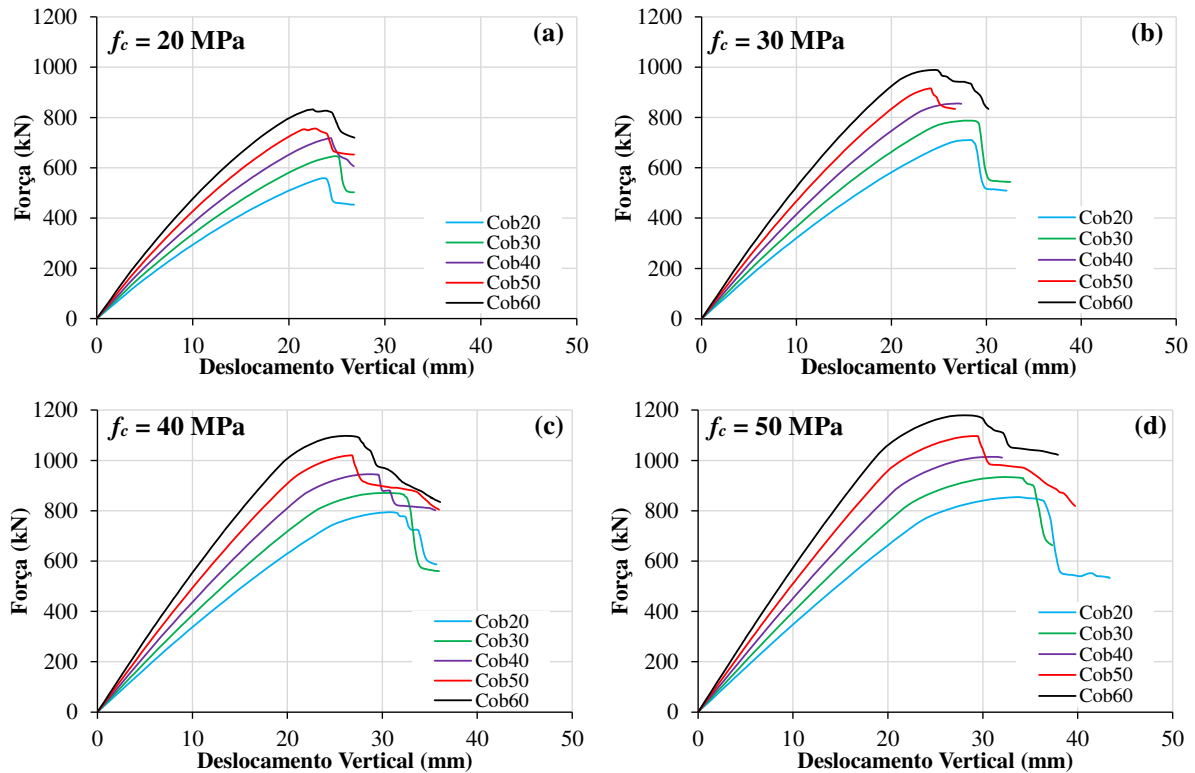 f_c = 20 MPa
(a)
Força (kN)
1200
1000
800
600
400
200
0
Cob20
Cob30
Cob40
Cob50
Cob60
0 10 20 30 40 50
Deslocamento Vertical (mm)
f_c = 30 MPa
(b)
Força (kN)
1200
1000
800
600
400
200
0
Cob20
Cob30
Cob40
Cob50
Cob60
0 10 20 30 40 50
Deslocamento Vertical (mm)
f_c = 40 MPa
(c)
Força (kN)
1200
1000
800
600
400
200
0
Cob20
Cob30
Cob40
Cob50
Cob60
0 10 20 30 40 50
Deslocamento Vertical (mm)
f_c = 50 MPa
(d)
Força (kN)
1200
1000
800
600
400
200
0
Cob20
Cob30
Cob40
Cob50
Cob60
0 10 20 30 40 50
Deslocamento Vertical (mm)